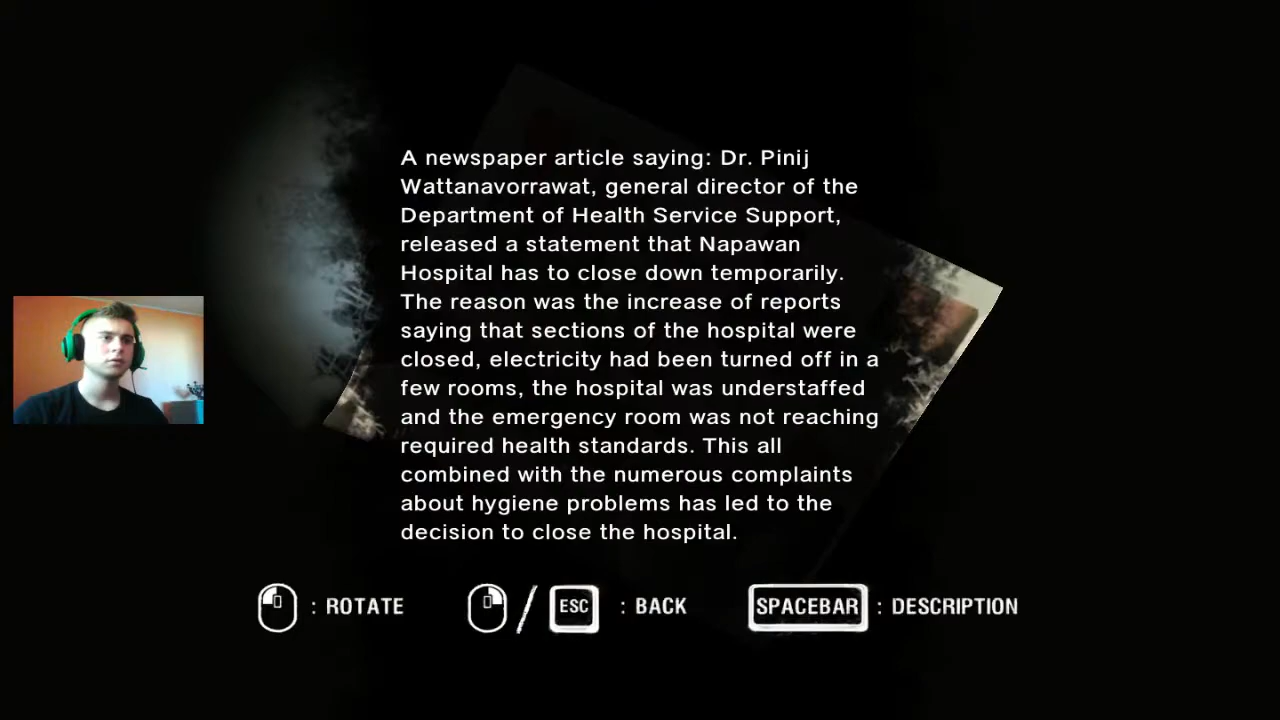 A newspaper article saying: Dr. Pinij
Wattanavorrawat, general director of the
Department of Health Service Support,
released a statement that Napawan
Hospital has to close down temporarily.
The reason was the increase of reports
saying that sections of the hospital were
closed, electricity had been turned off in a
few rooms, the hospital was understaffed
and the emergency room was not reaching
required health standards. This all
combined with the numerous complaints
about hygiene problems has led to the
decision to close the hospital.
: ROTATE / ESC : BACK SPACEBAR : DESCRIPTION